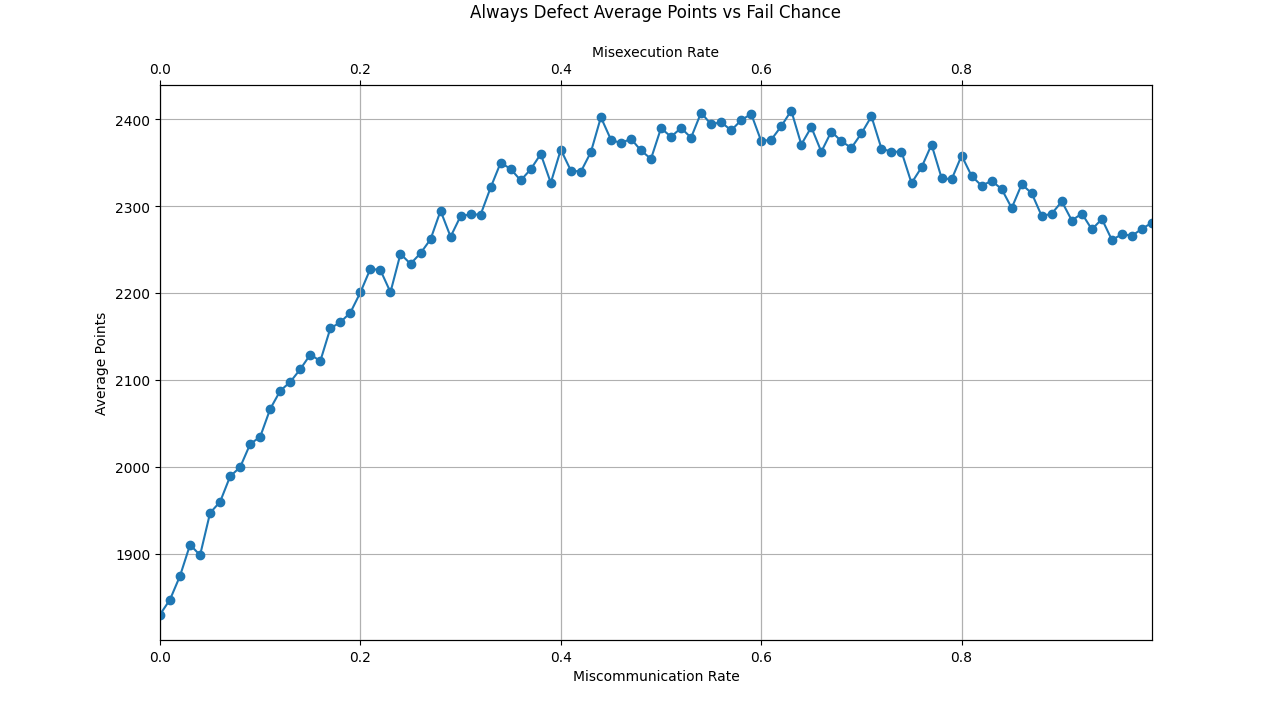 Always Defect Average Points vs Fail Chance
Misexecution Rate
0.0 0.2 0.4 0.6 0.8
2400
2300
2200
2100
2000
1900
Average Points
0.0 0.2 0.4 0.6 0.8
Miscommunication Rate